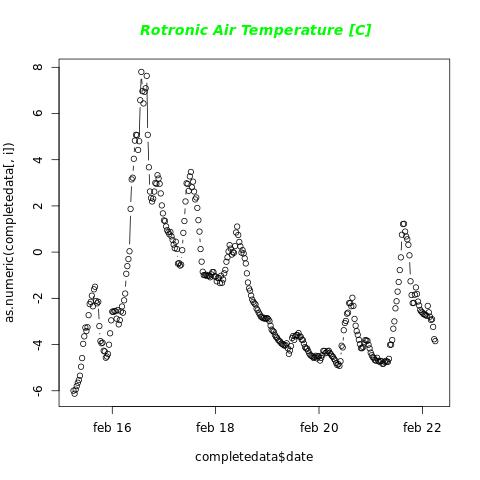 Rotronic Air Temperature [C]
as.numeric(completedata[, i])
8
6
4
2
0
-2
-4
-6
feb 16 feb 18 feb 20 feb 22
completedata$date